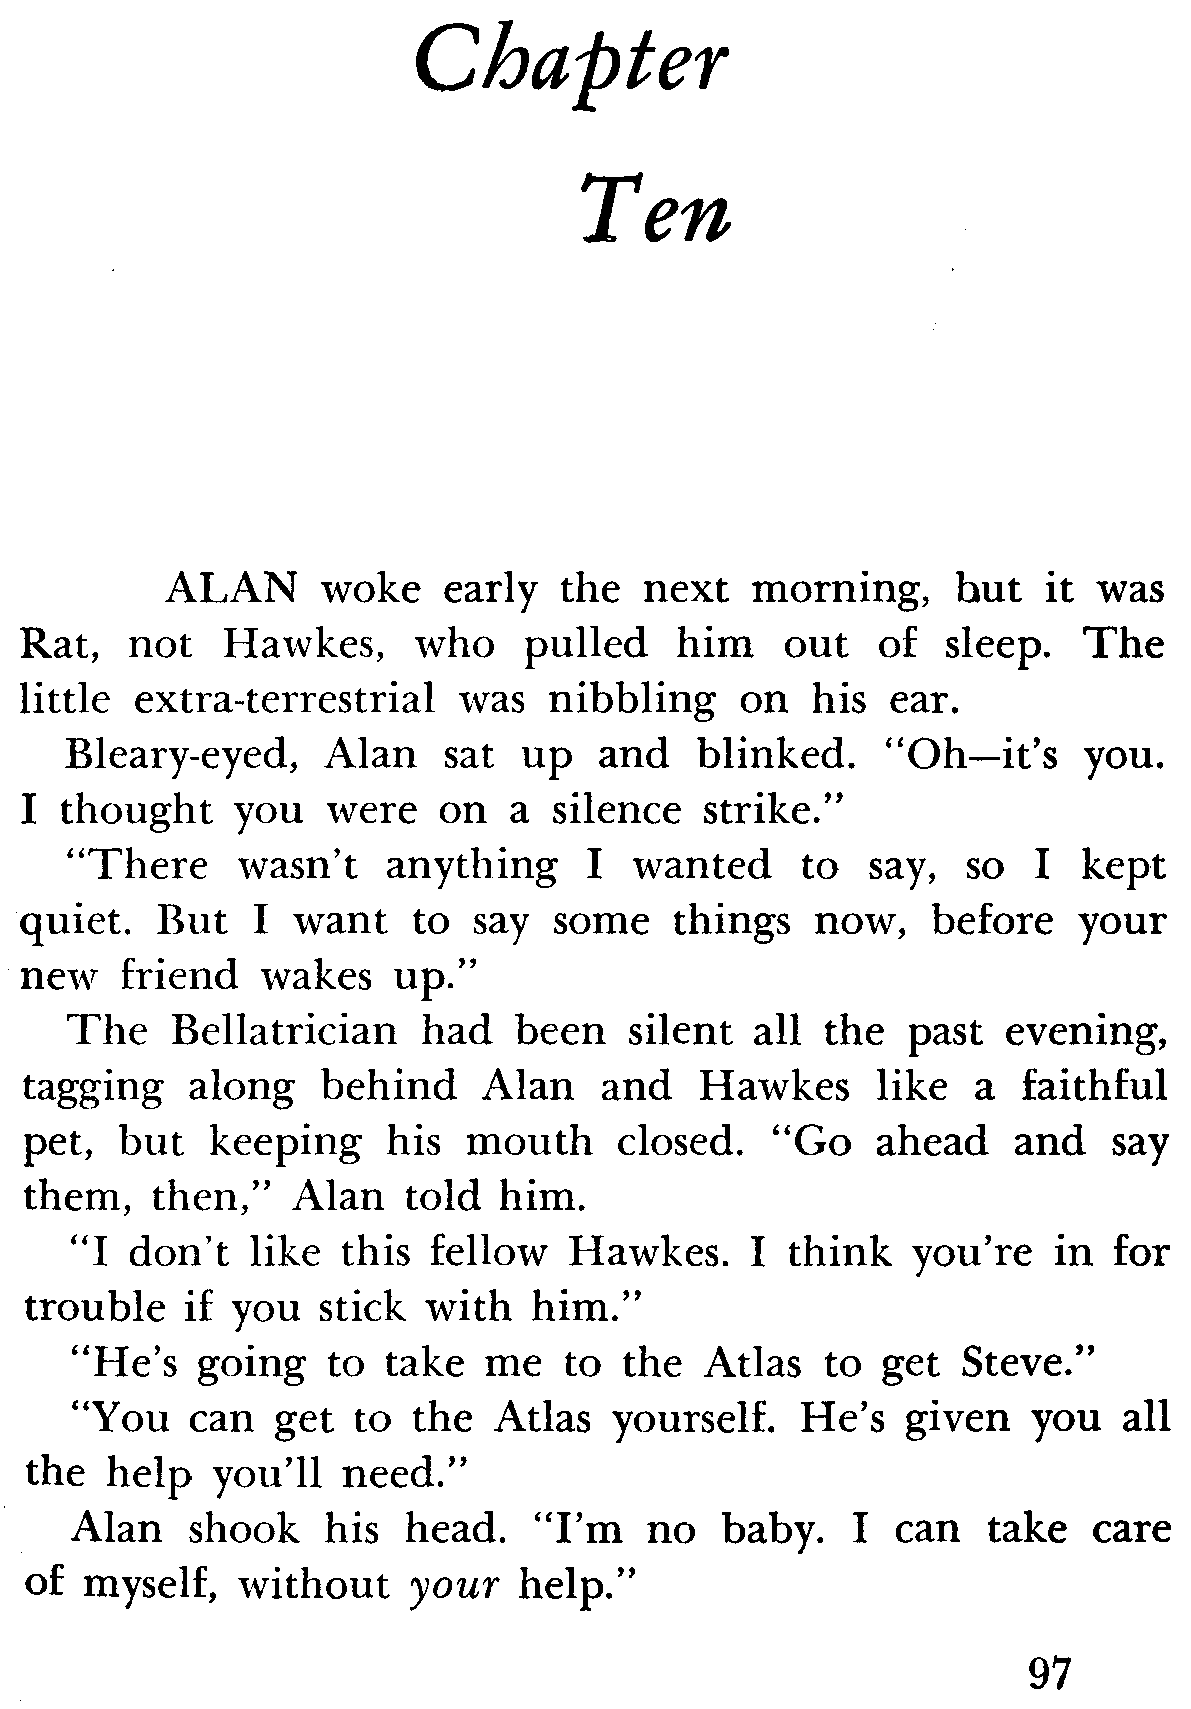 Chapter
Ten
ALAN woke early the next morning, but it was
Rat, not Hawkes, who pulled him out of sleep. The
little extra-terrestrial was nibbling on his ear.
Bleary-eyed, Alan sat up and blinked. “Oh—it's you.
I thought you were on a silence strike.”
“There wasn't anything I wanted to say, so I kept
quiet. But I want to say some things now, before your
new friend wakes up.”
The Bellatrician had been silent all the past evening,
tagging along behind Alan and Hawkes like a faithful
pet, but keeping his mouth closed. “Go ahead and say
them, then,” Alan told him.
“I don't like this fellow Hawkes. I think you're in for
trouble if you stick with him.”
“He's going to take me to the Atlas to get Steve.”
“You can get to the Atlas yourself. He's given you all
the help you'll need.”
Alan shook his head. “I'm no baby. I can take care
of myself, without your help.”
97